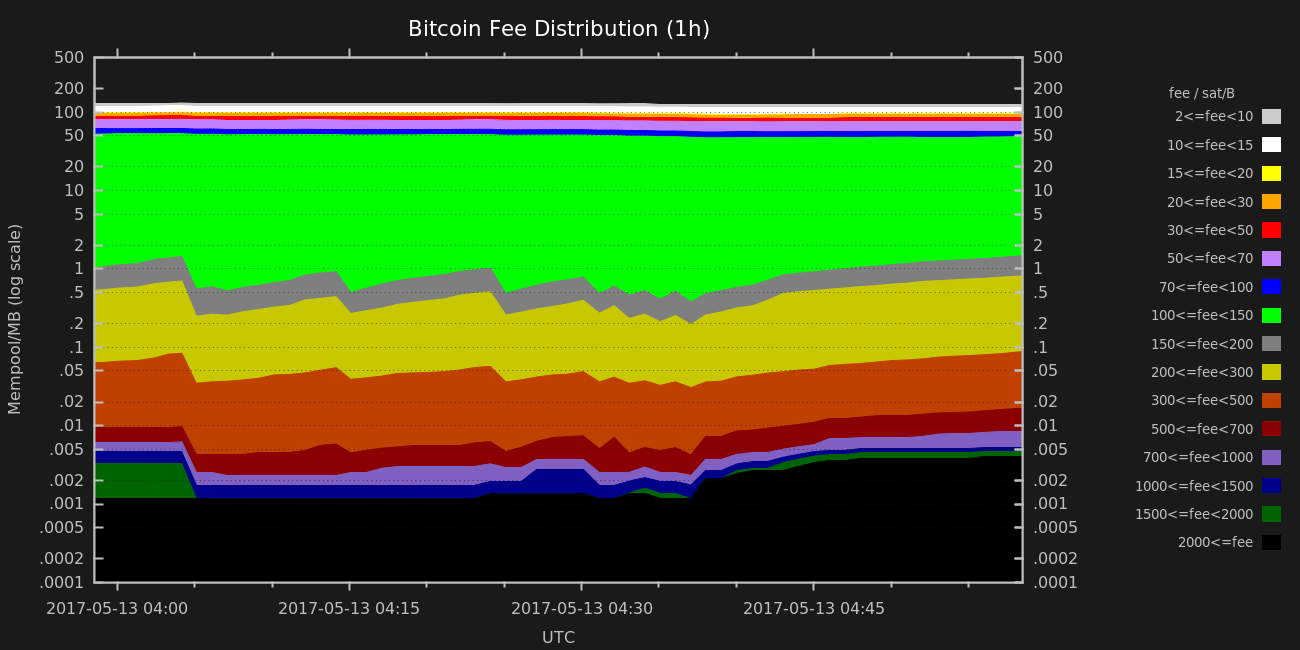 Bitcoin Fee Distribution (1h)
Mempool/MB (log scale)
500
200
100
50
20
10
5
2
1
.5
.2
.1
.05
.02
.01
.005
.002
.001
.0005
.0002
.0001
500
200
100
50
20
10
5
2
1
.5
.2
.1
.05
.02
.01
.005
.002
.001
.0005
.0002
.0001
2017-05-13 04:00
2017-05-13 04:15
2017-05-13 04:30
2017-05-13 04:45
UTC
fee / sat/B
2<=fee<10
10<=fee<15
15<=fee<20
20<=fee<30
30<=fee<50
50<=fee<70
70<=fee<100
100<=fee<150
150<=fee<200
200<=fee<300
300<=fee<500
500<=fee<700
700<=fee<1000
1000<=fee<1500
1500<=fee<2000
2000<=fee